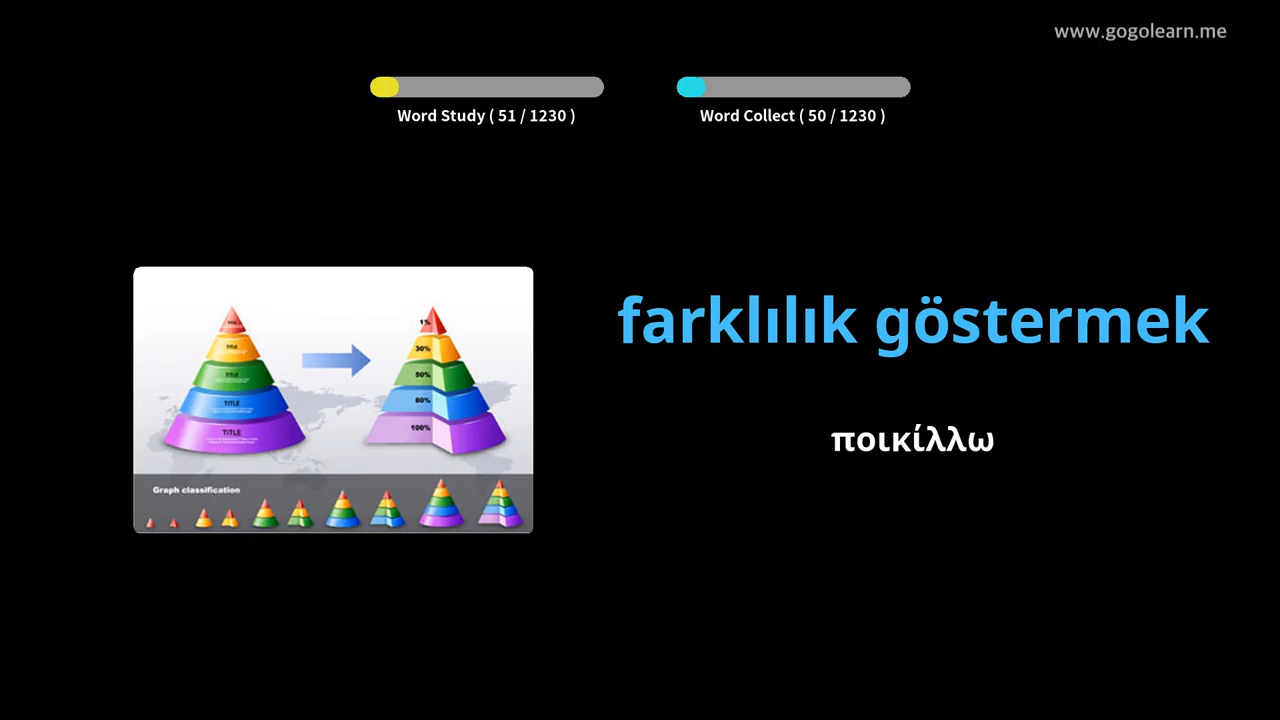 www.gogolearn.me
Word Study ( 51 / 1230 )
Word Collect ( 50 / 1230 )
farklılık göstermek
ποικίλλω
TITLE
TITLE
TITLE
TITLE
1%
30%
50%
80%
100%
Graph classification